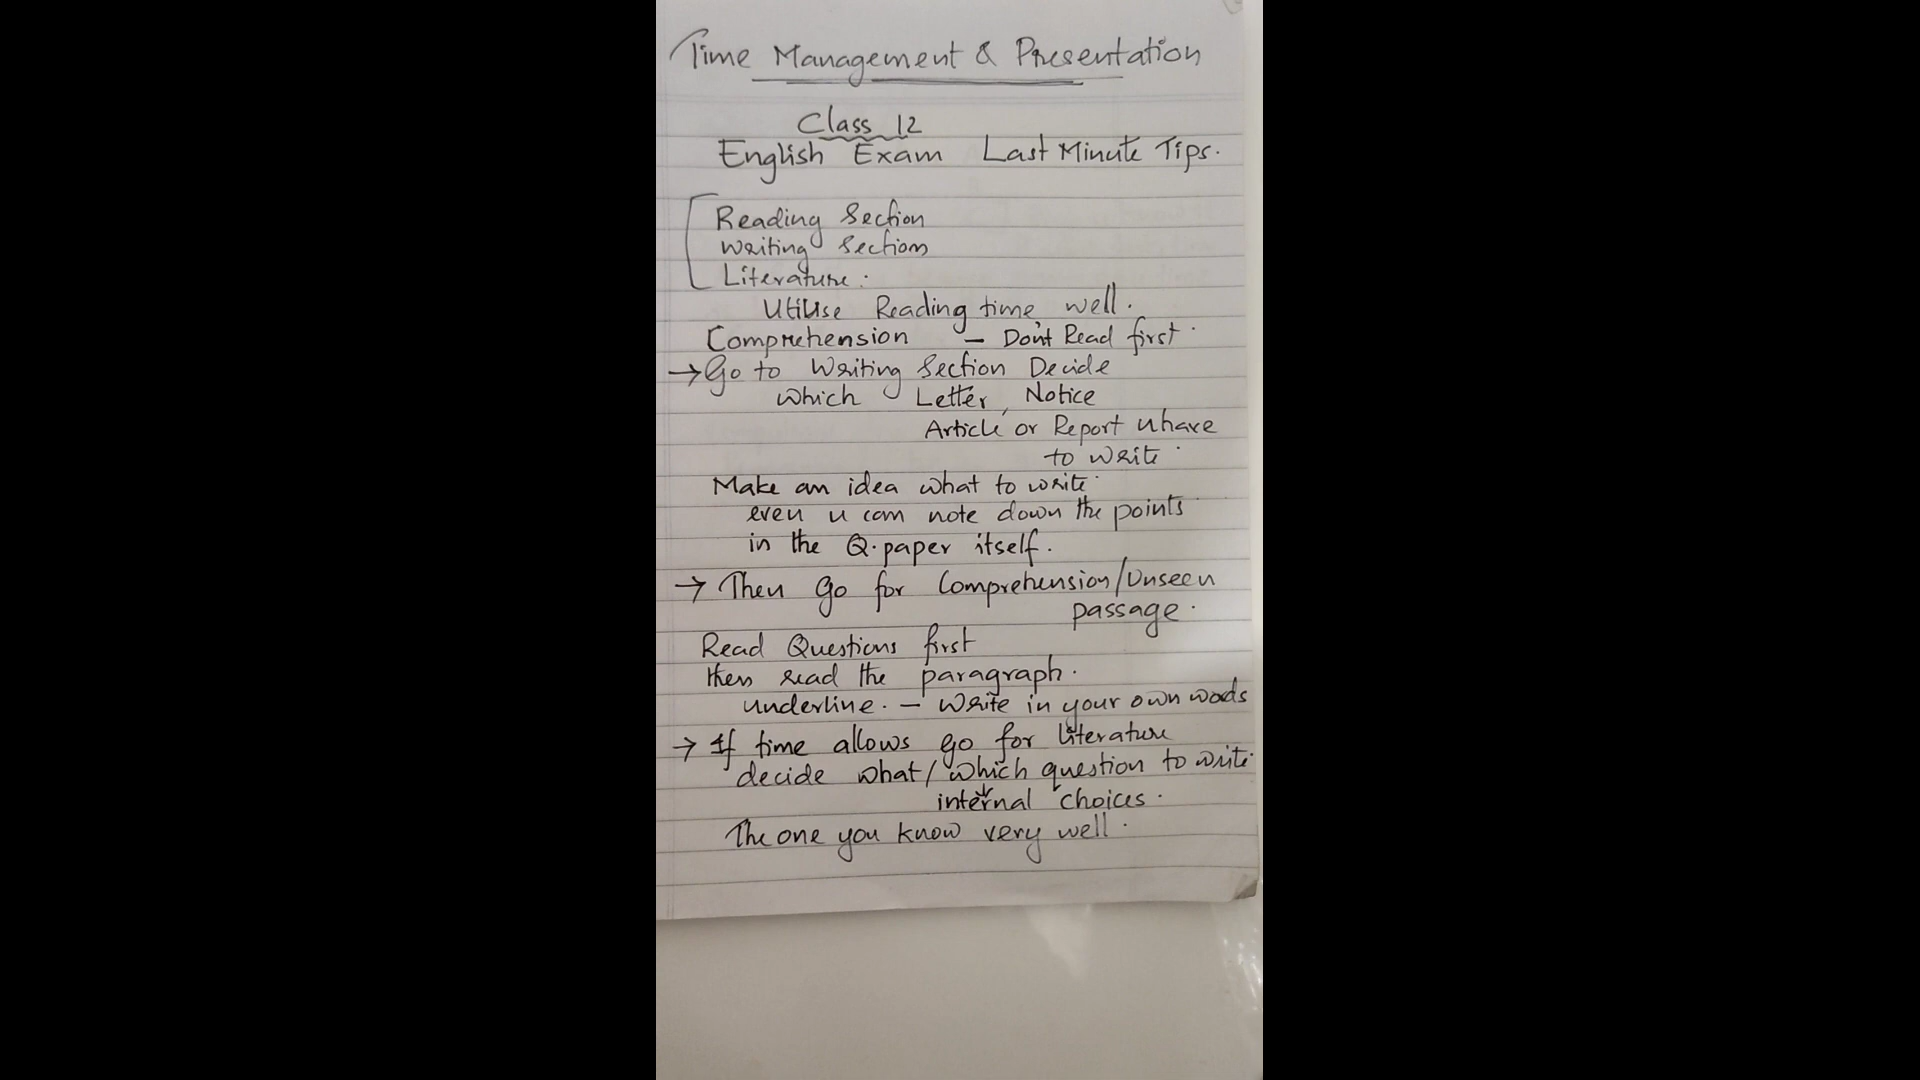 Time Management & Presentation
Class 12
English Exam Last Minute Tips.
Reading Section
Writing Section
Literature.
Utilise Reading time well.
Comprehension - Don't Read first.
→ Go to Writing Section Decide
which Letter, Notice
Article or Report u have
to write.
Make an idea what to write.
even u can note down the points
in the Q.paper itself.
→ Then Go for Comprehension/Unseen
passage.
Read Questions first
then read the paragraph.
underline. - Write in your own words
→ If time allows go for literature
decide what/which question to write.
internal choices.
The one you know very well.